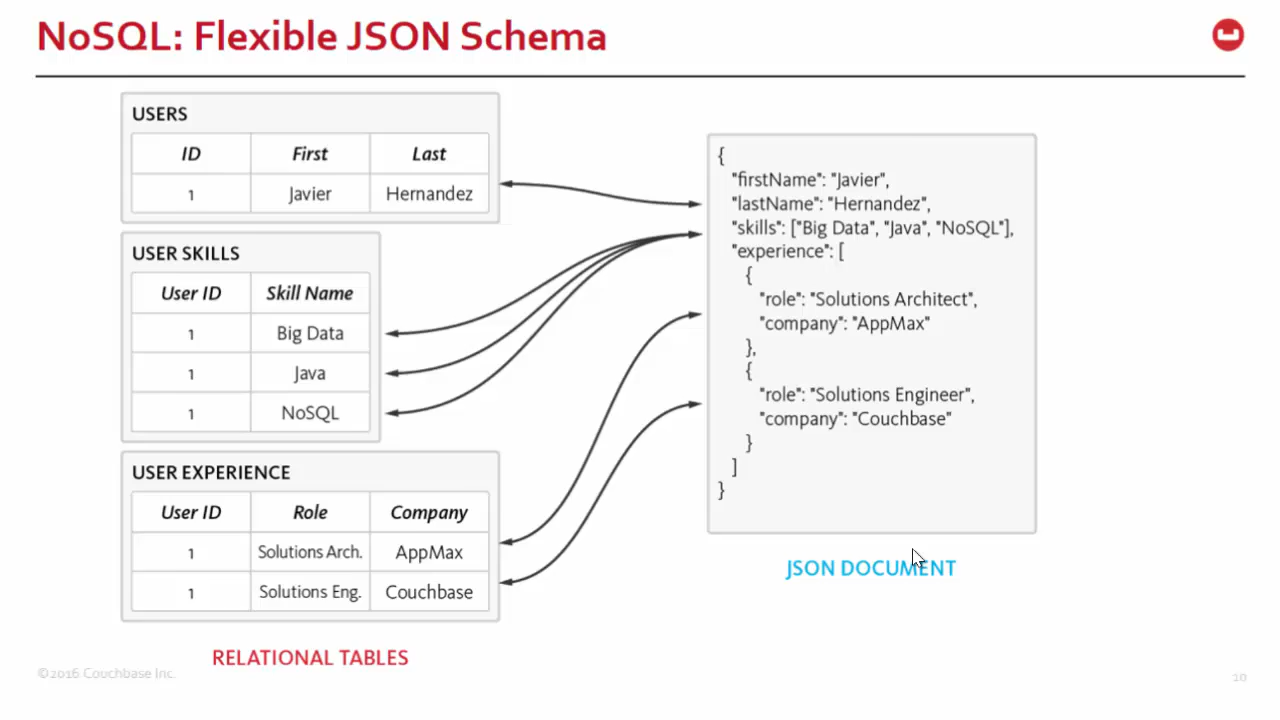 NoSQL: Flexible JSON Schema
USERS
ID First Last
1 Javier Hernandez
USER SKILLS
User ID Skill Name
1 Big Data
1 Java
1 NoSQL
USER EXPERIENCE
User ID Role Company
1 Solutions Arch. AppMax
1 Solutions Eng. Couchbase
RELATIONAL TABLES
{
"firstName": "Javier",
"lastName": "Hernandez",
"skills": ["Big Data", "Java", "NoSQL"],
"experience": [
{
"role": "Solutions Architect",
"company": "AppMax"
},
{
"role": "Solutions Engineer",
"company": "Couchbase"
}
]
}
JSON DOCUMENT
©2016 Couchbase Inc.
10